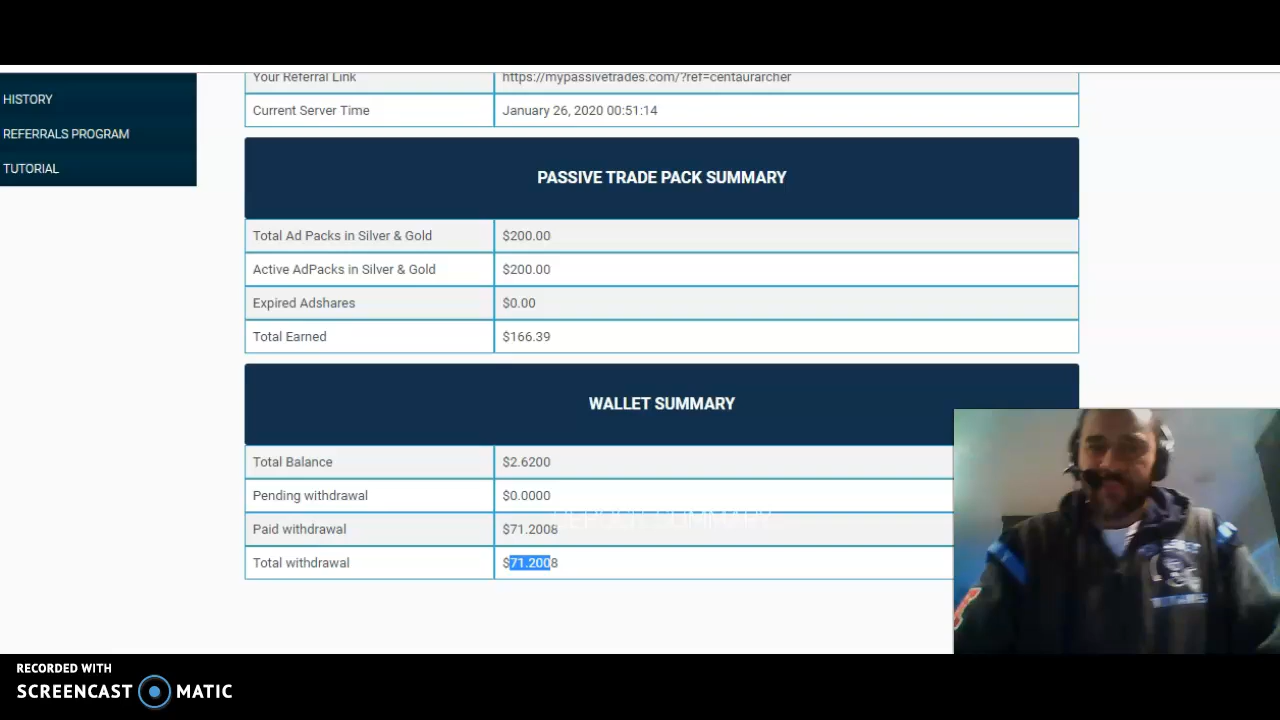 Your Referral Link https://mypassivetrades.com/?ref=centaurarcher
HISTORY
Current Server Time January 26, 2020 00:51:14
REFERRALS PROGRAM
TUTORIAL
PASSIVE TRADE PACK SUMMARY
Total Ad Packs in Silver & Gold $200.00
Active AdPacks in Silver & Gold $200.00
Expired Adshares $0.00
Total Earned $166.39
WALLET SUMMARY
Total Balance $2.6200
Pending withdrawal $0.0000
Paid withdrawal $71.2008
Total withdrawal $71.2008
RECORDED WITH
SCREENCAST MATIC